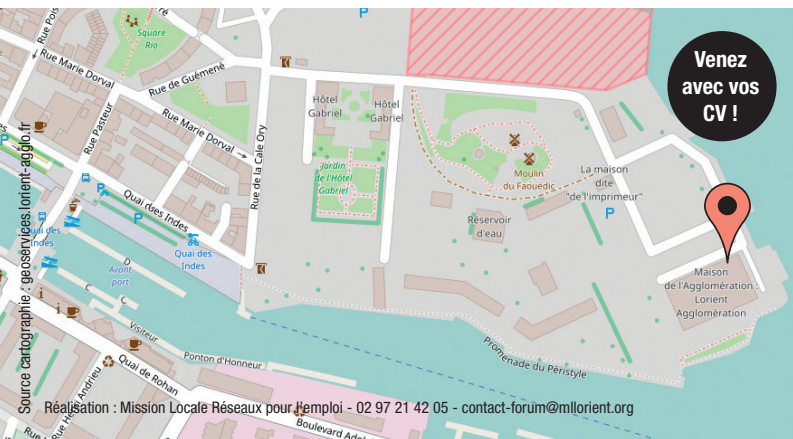 Square
Rio
Rue Marie Dorval
Rue de Guémené
Rue Marie Dorval
Rue Pasteur
Rue de la Cale Ory
Hôtel
Gabriel
Hôtel
Gabriel
Jardin
de l'Hôtel
Gabriel
Moulin
du Faouëdic
La maison
dite
"de l'imprimeur"
Réservoir
d'eau
Venez
avec vos
CV !
Maison
de l'Agglomération :
Lorient
Agglomération
Quai des Indes
Quai des
Indes
Quai des
Indes
Avant
port
D
C
C
Visiteur
Ponton d'Honneur
Quai de Rohan
Promenade du Péristyle
P
P
P
P
P
Source cartographie : geoservices.lorient-agglo.fr
Réalisation : Mission Locale Réseaux pour l'emploi - 02 97 21 42 05 - contact-forum@mllorient.org